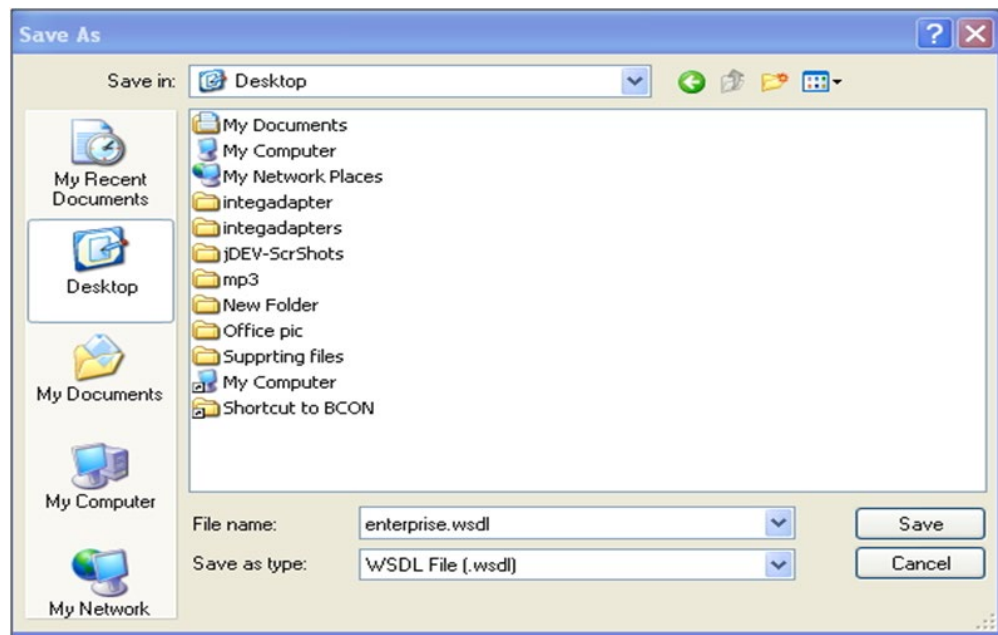 Save As
Save in: Desktop
My Recent
Documents
Desktop
My Documents
My Computer
My Network
My Documents
My Computer
My Network Places
integadapter
integadapters
jDEV-ScrShots
mp3
New Folder
Office pic
Supprting files
My Computer
Shortcut to BCON
File name: enterprise.wsdl Save
Save as type: WSDL File (.wsdl) Cancel